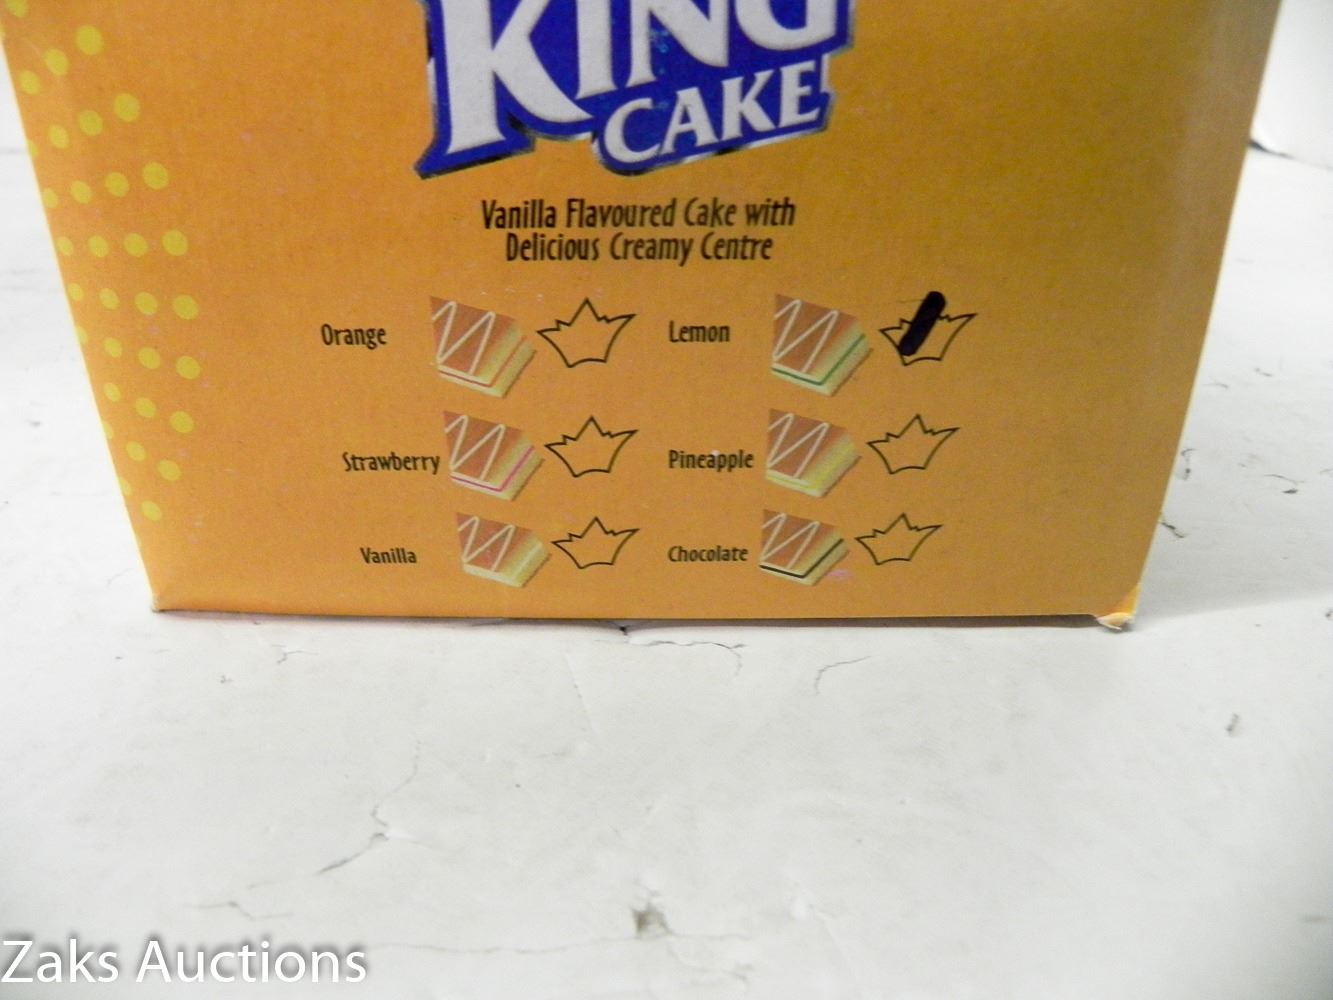 KING
CAKE
Vanilla Flavoured Cake with
Delicious Creamy Centre
Orange
Lemon
Strawberry
Pineapple
Vanilla
Chocolate
Zaks Auctions